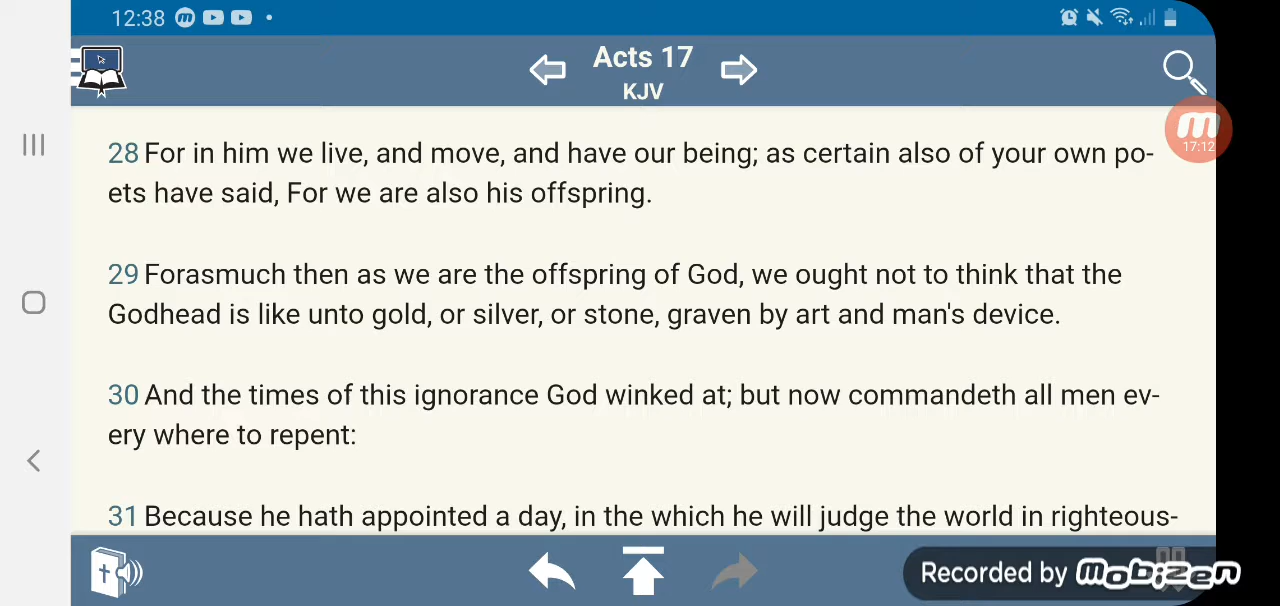 12:38
Acts 17
KJV
17:12
28 For in him we live, and move, and have our being; as certain also of your own po-
ets have said, For we are also his offspring.
29 Forasmuch then as we are the offspring of God, we ought not to think that the
Godhead is like unto gold, or silver, or stone, graven by art and man's device.
30 And the times of this ignorance God winked at; but now commandeth all men ev-
ery where to repent:
31 Because he hath appointed a day, in the which he will judge the world in righteous-
Recorded by Mobizen